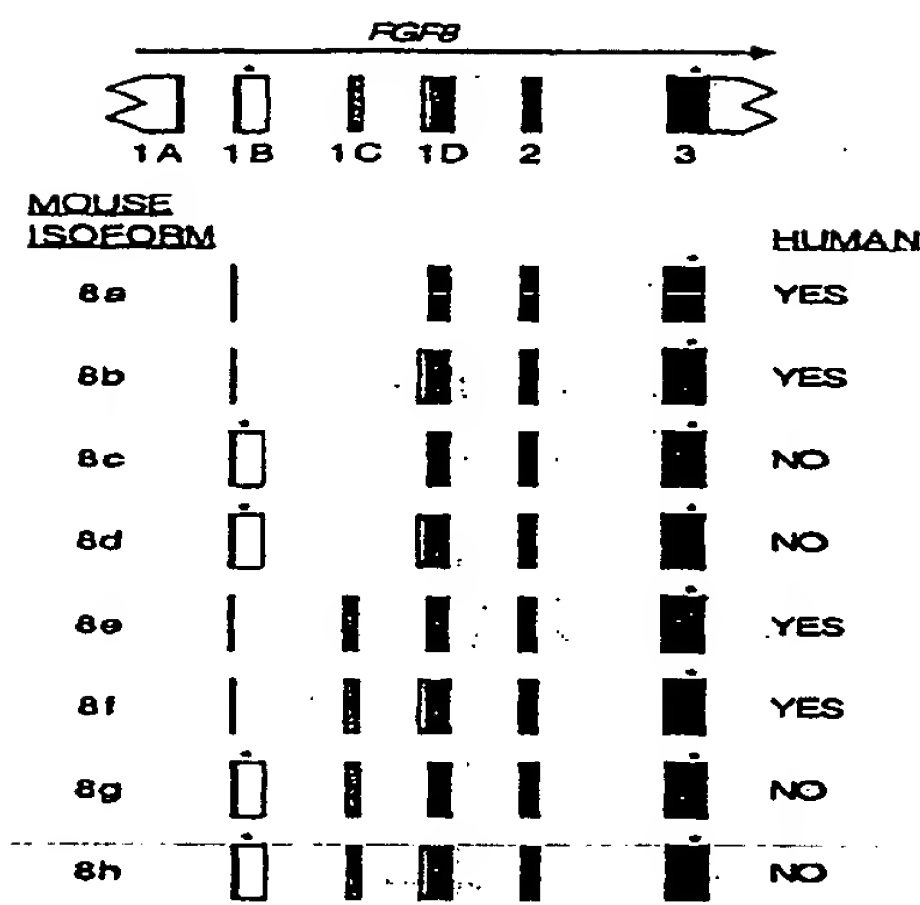 FGF8
1A 1B 1C 1D 2 3
MOUSE
ISOFORM HUMAN
8a YES
8b YES
8c NO
8d NO
8e YES
8f YES
8g NO
8h NO